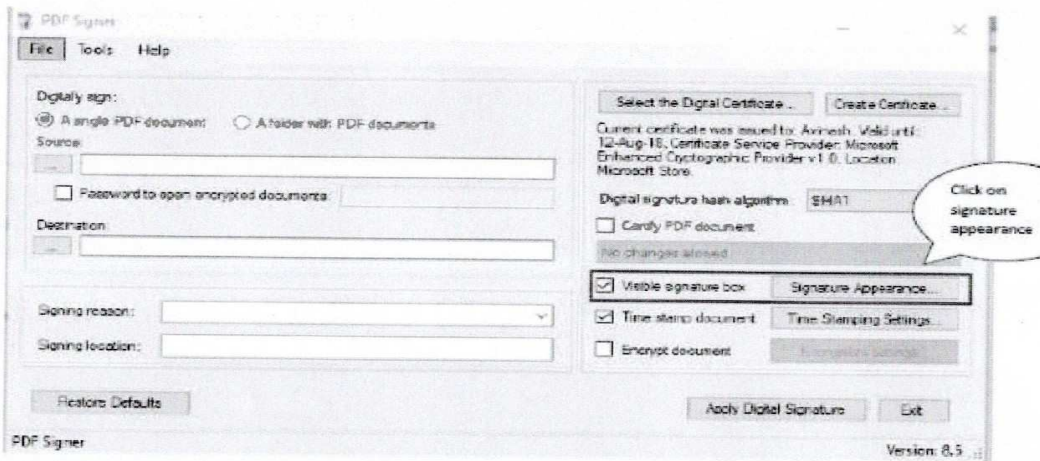 PDF Signer
File Tools Help
Digitally sign:
A single PDF document
A folder with PDF documents
Source:
...
Password to open encrypted documents:
Destination:
...
Signing reason:
Signing location:
Restore Defaults
Select the Digital Certificate...
Create Certificate...
Current certificate was issued to: Avinash. Valid until:
12-Aug-18. Certificate Service Provider: Microsoft
Enhanced Cryptographic Provider v1.0. Location:
Microsoft Store.
Digital signature hash algorithm: SHA1
Certify PDF document
No changes allowed
Visible signature box
Signature Appearance...
Time stamp document
Time Stamping Settings...
Encrypt document
Encryption Settings
Click on
signature
appearance
Apply Digital Signature
Exit
PDF Signer
Version: 8.5